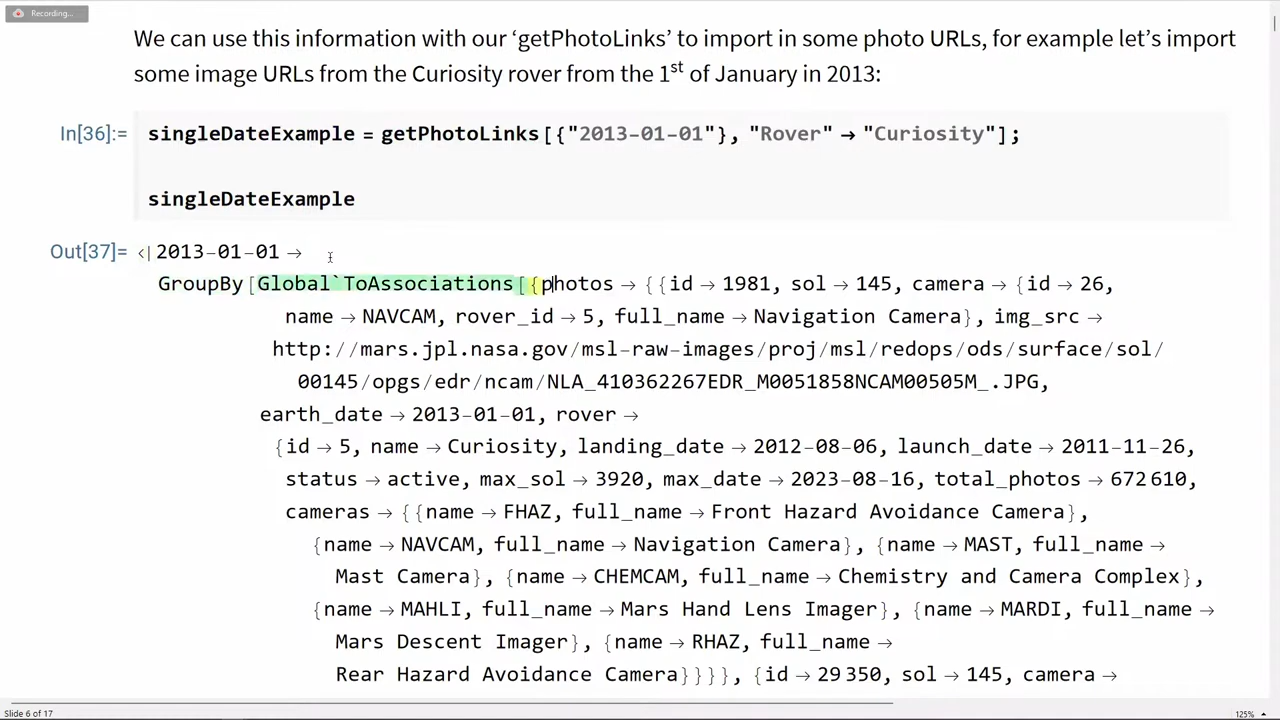 Recording...
We can use this information with our ‘getPhotoLinks’ to import in some photo URLs, for example let’s import
some image URLs from the Curiosity rover from the 1st of January in 2013:
In[36]:= singleDateExample = getPhotoLinks[{"2013-01-01"}, "Rover" → "Curiosity"];
singleDateExample
Out[37]= <|2013-01-01 →
GroupBy[Global`ToAssociations[{photos → {{id → 1981, sol → 145, camera → {id → 26,
name → NAVCAM, rover_id → 5, full_name → Navigation Camera}, img_src →
http://mars.jpl.nasa.gov/msl-raw-images/proj/msl/redops/ods/surface/sol/
00145/opgs/edr/ncam/NLA_410362267EDR_M0051858NCAM00505M_.JPG,
earth_date → 2013-01-01, rover →
{id → 5, name → Curiosity, landing_date → 2012-08-06, launch_date → 2011-11-26,
status → active, max_sol → 3920, max_date → 2023-08-16, total_photos → 672610,
cameras → {{name → FHAZ, full_name → Front Hazard Avoidance Camera},
{name → NAVCAM, full_name → Navigation Camera}, {name → MAST, full_name →
Mast Camera}, {name → CHEMCAM, full_name → Chemistry and Camera Complex},
{name → MAHLI, full_name → Mars Hand Lens Imager}, {name → MARDI, full_name →
Mars Descent Imager}, {name → RHAZ, full_name →
Rear Hazard Avoidance Camera}}}}, {id → 29350, sol → 145, camera →
Slide 6 of 17
125%